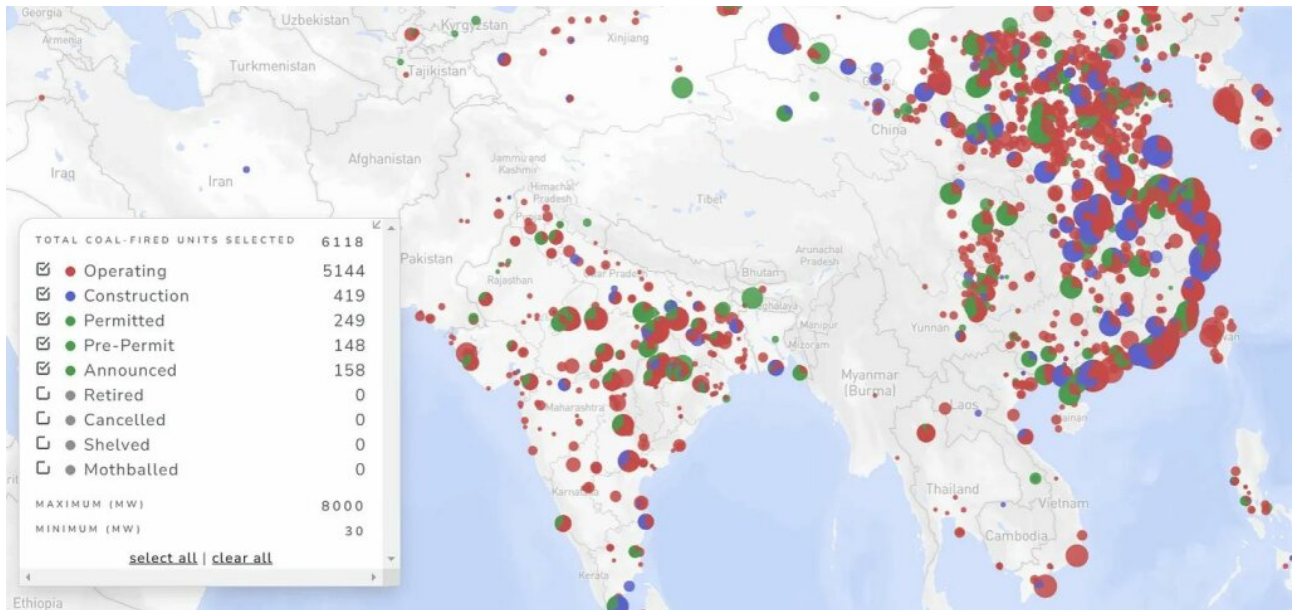 Georgia
Uzbekistan
Kyrgyzstan
Armenia
Xinjiang
Turkmenistan
Tajikistan
China
Afghanistan
Jammu and
Kashmir
Iraq
Iran
Himachal
Pradesh
Tibet
Pakistan
Rajasthan
Arunachal
Pradesh
Bhutan
Manipur
Mizoram
Yunnan
Myanmar
(Burma)
Laos
Maharashtra
Thailand
Vietnam
Cambodia
Kerala
Ethiopia
TOTAL COAL-FIRED UNITS SELECTED 6118
Operating 5144
Construction 419
Permitted 249
Pre-Permit 148
Announced 158
Retired 0
Cancelled 0
Shelved 0
Mothballed 0
MAXIMUM (MW) 8000
MINIMUM (MW) 30
select all | clear all